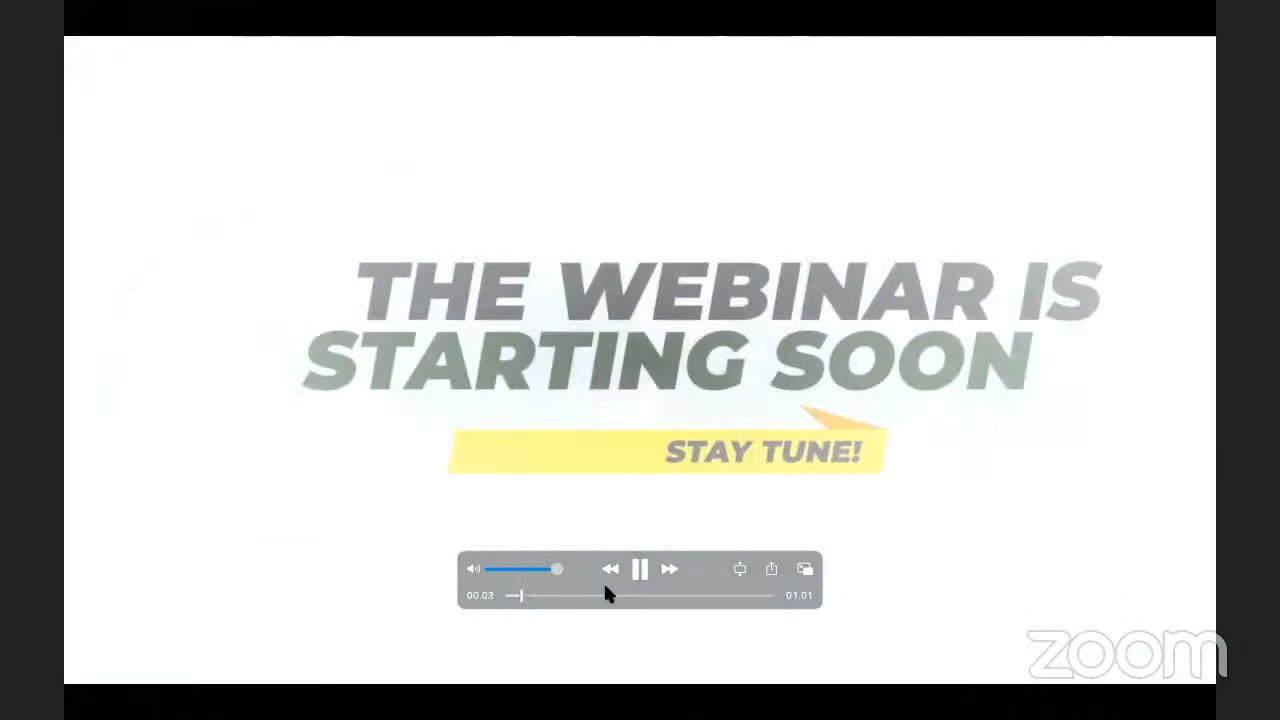 THE WEBINAR IS
STARTING SOON
STAY TUNE!
00.03
01.01
zoom